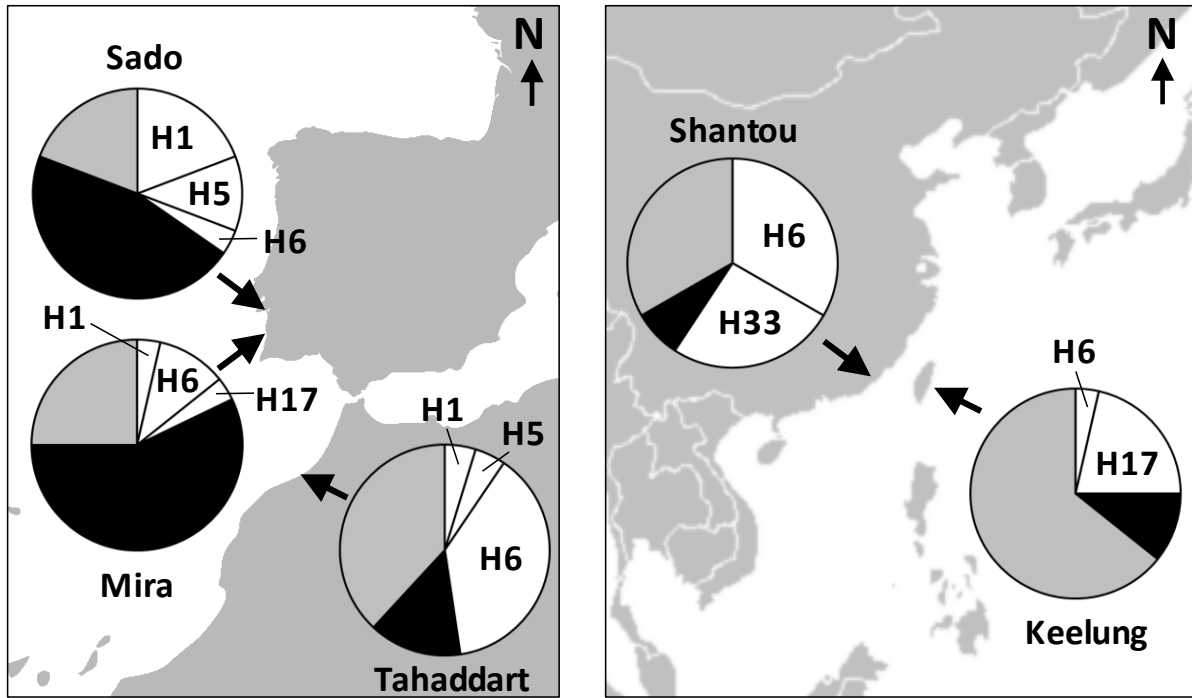 N
Sado
H1
H5
H6
H1
H6
H17
Mira
H1
H5
H6
Tahaddart
N
Shantou
H6
H33
H6
H17
Keelung